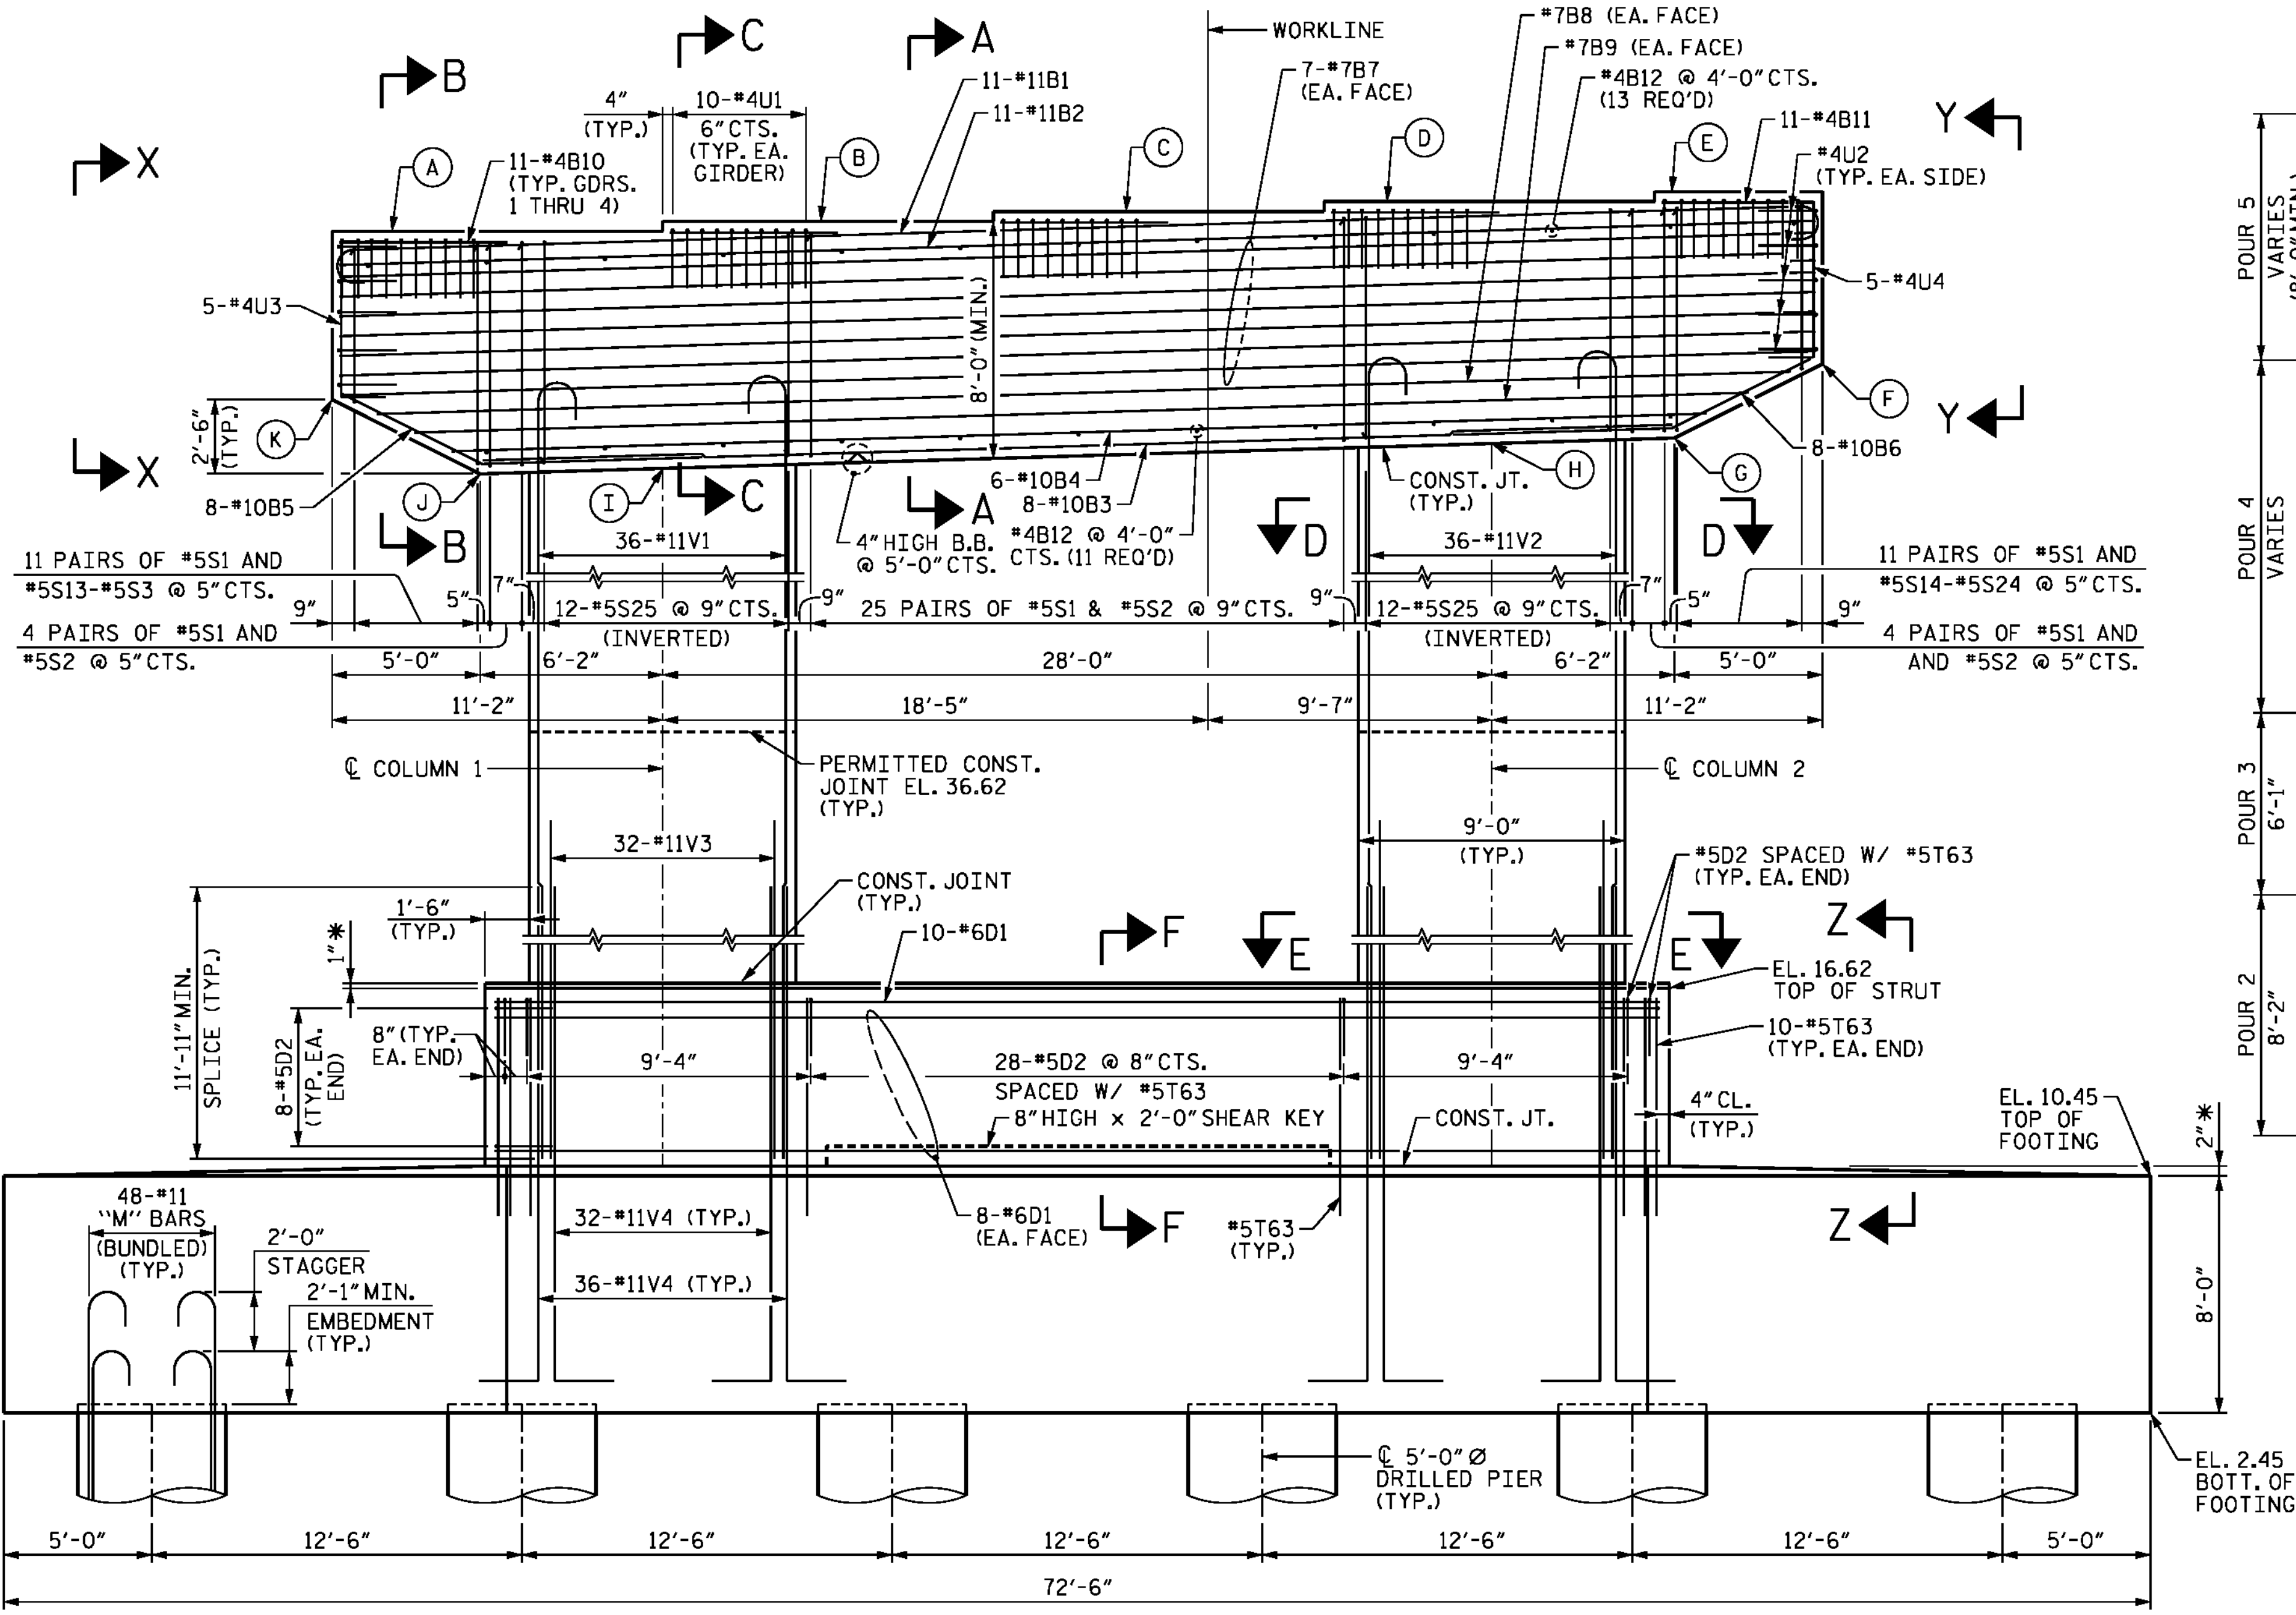 #7B8 (EA. FACE)
#7B9 (EA. FACE)
WORKLINE
C
A
B
7-#7B7
(EA. FACE)
#4B12 @ 4'-0" CTS.
(13 REQ'D)
11-#11B1
11-#11B2
4"
(TYP.)
10-#4U1
6" CTS.
(TYP. EA.
GIRDER)
11-#4B11
#4U2
(TYP. EA. SIDE)
Y
X
A
11-#4B10
(TYP. GDRS.
1 THRU 4)
B
C
D
E
POUR 5
VARIES
5-#4U3
5-#4U4
8'-0" (MIN.)
2'-6"
(TYP.)
K
F
Y
X
8-#10B5
J
B
I
C
A
4" HIGH B.B.
@ 5'-0" CTS.
6-#10B4
8-#10B3
#4B12 @ 4'-0"
CTS. (11 REQ'D)
CONST. JT.
(TYP.)
H
G
8-#10B6
D
D
36-#11V1
36-#11V2
POUR 4
VARIES
11 PAIRS OF #5S1 AND
#5S13-#5S3 @ 5" CTS.
4 PAIRS OF #5S1 AND
#5S2 @ 5" CTS.
9"
5"
7"
12-#5S25 @ 9" CTS.
(INVERTED)
9"
25 PAIRS OF #5S1 & #5S2 @ 9" CTS.
9"
12-#5S25 @ 9" CTS.
(INVERTED)
7"
5"
9"
11 PAIRS OF #5S1 AND
#5S14-#5S24 @ 5" CTS.
4 PAIRS OF #5S1 AND
AND #5S2 @ 5" CTS.
5'-0"
6'-2"
28'-0"
6'-2"
5'-0"
11'-2"
18'-5"
9'-7"
11'-2"
℄ COLUMN 1
PERMITTED CONST.
JOINT EL. 36.62
(TYP.)
℄ COLUMN 2
POUR 3
6'-1"
32-#11V3
9'-0"
(TYP.)
#5D2 SPACED W/ #5T63
(TYP. EA. END)
CONST. JOINT
(TYP.)
1'-6"
(TYP.)
1"*
10-#6D1
F
E
E
Z
EL. 16.62
TOP OF STRUT
11'-11" MIN.
SPLICE (TYP.)
8-#5D2
(TYP. EA.
END)
8" (TYP.
EA. END)
9'-4"
28-#5D2 @ 8" CTS.
SPACED W/ #5T63
9'-4"
10-#5T63
(TYP. EA. END)
POUR 2
8'-2"
8" HIGH x 2'-0" SHEAR KEY
CONST. JT.
4" CL.
(TYP.)
EL. 10.45
TOP OF
FOOTING
2"*
48-#11
"M" BARS
(BUNDLED)
(TYP.)
2'-0"
STAGGER
2'-1" MIN.
EMBEDMENT
(TYP.)
32-#11V4 (TYP.)
36-#11V4 (TYP.)
8-#6D1
(EA. FACE)
F
#5T63
(TYP.)
Z
8'-0"
℄ 5'-0" Ø
DRILLED PIER
(TYP.)
EL. 2.45
BOTT. OF
FOOTING
5'-0"
12'-6"
12'-6"
12'-6"
12'-6"
12'-6"
5'-0"
72'-6"